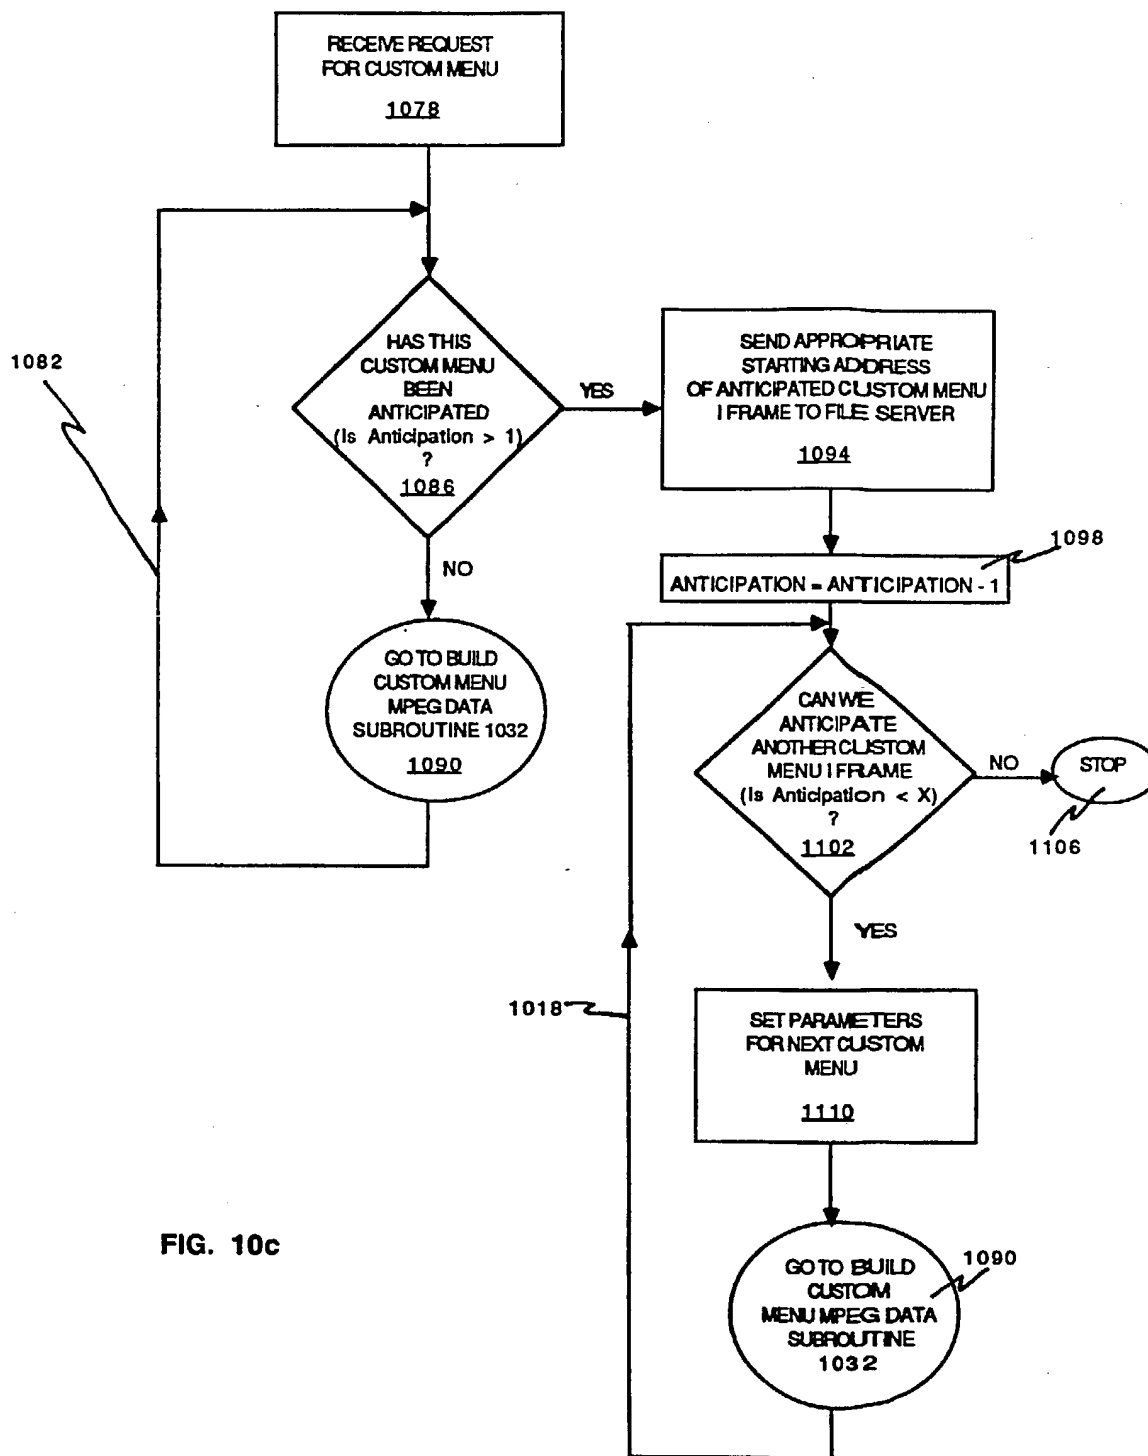 RECEIVE REQUEST
FOR CUSTOM MENU
1078
1082
HAS THIS
CUSTOM MENU
BEEN
ANTICIPATED
(Is Anticipation > 1)
?
1086
YES
SEND APPROPRIATE
STARTING ADDRESS
OF ANTICIPATED CUSTOM MENU
I FRAME TO FILE SERVER
1094
NO
1098
ANTICIPATION = ANTICIPATION - 1
GO TO BUILD
CUSTOM MENU
MPEG DATA
SUBROUTINE 1032
1090
CAN WE
ANTICIPATE
ANOTHER CUSTOM
MENU I FRAME
(Is Anticipation < X)
?
1102
NO
STOP
1106
YES
1018
SET PARAMETERS
FOR NEXT CUSTOM
MENU
1110
FIG. 10c
1090
GO TO BUILD
CUSTOM
MENU MPEG DATA
SUBROUTINE
1032